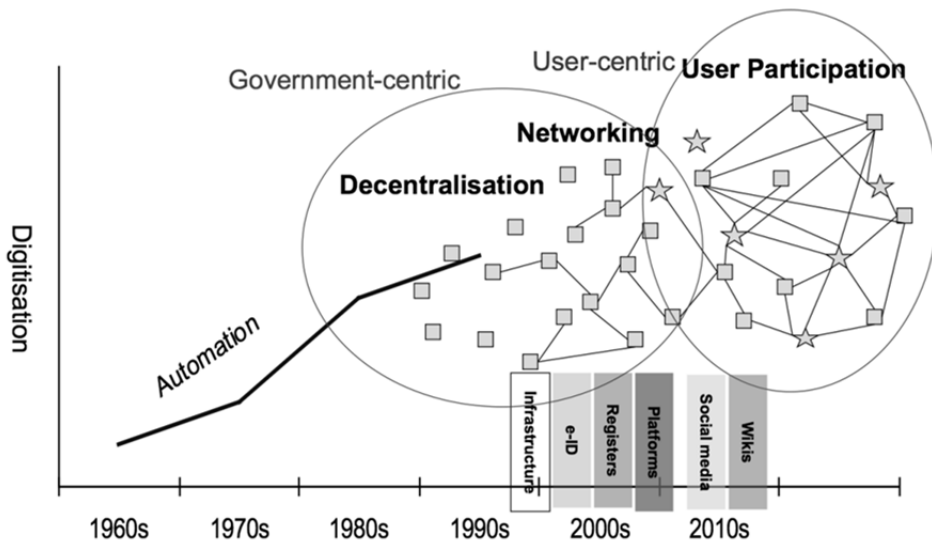 User-centric
User Participation
Government-centric
Networking
Decentralisation
Digitisation
Automation
Infrastructure
e-ID
Registers
Platforms
Social media
Wikis
1960s
1970s
1980s
1990s
2000s
2010s